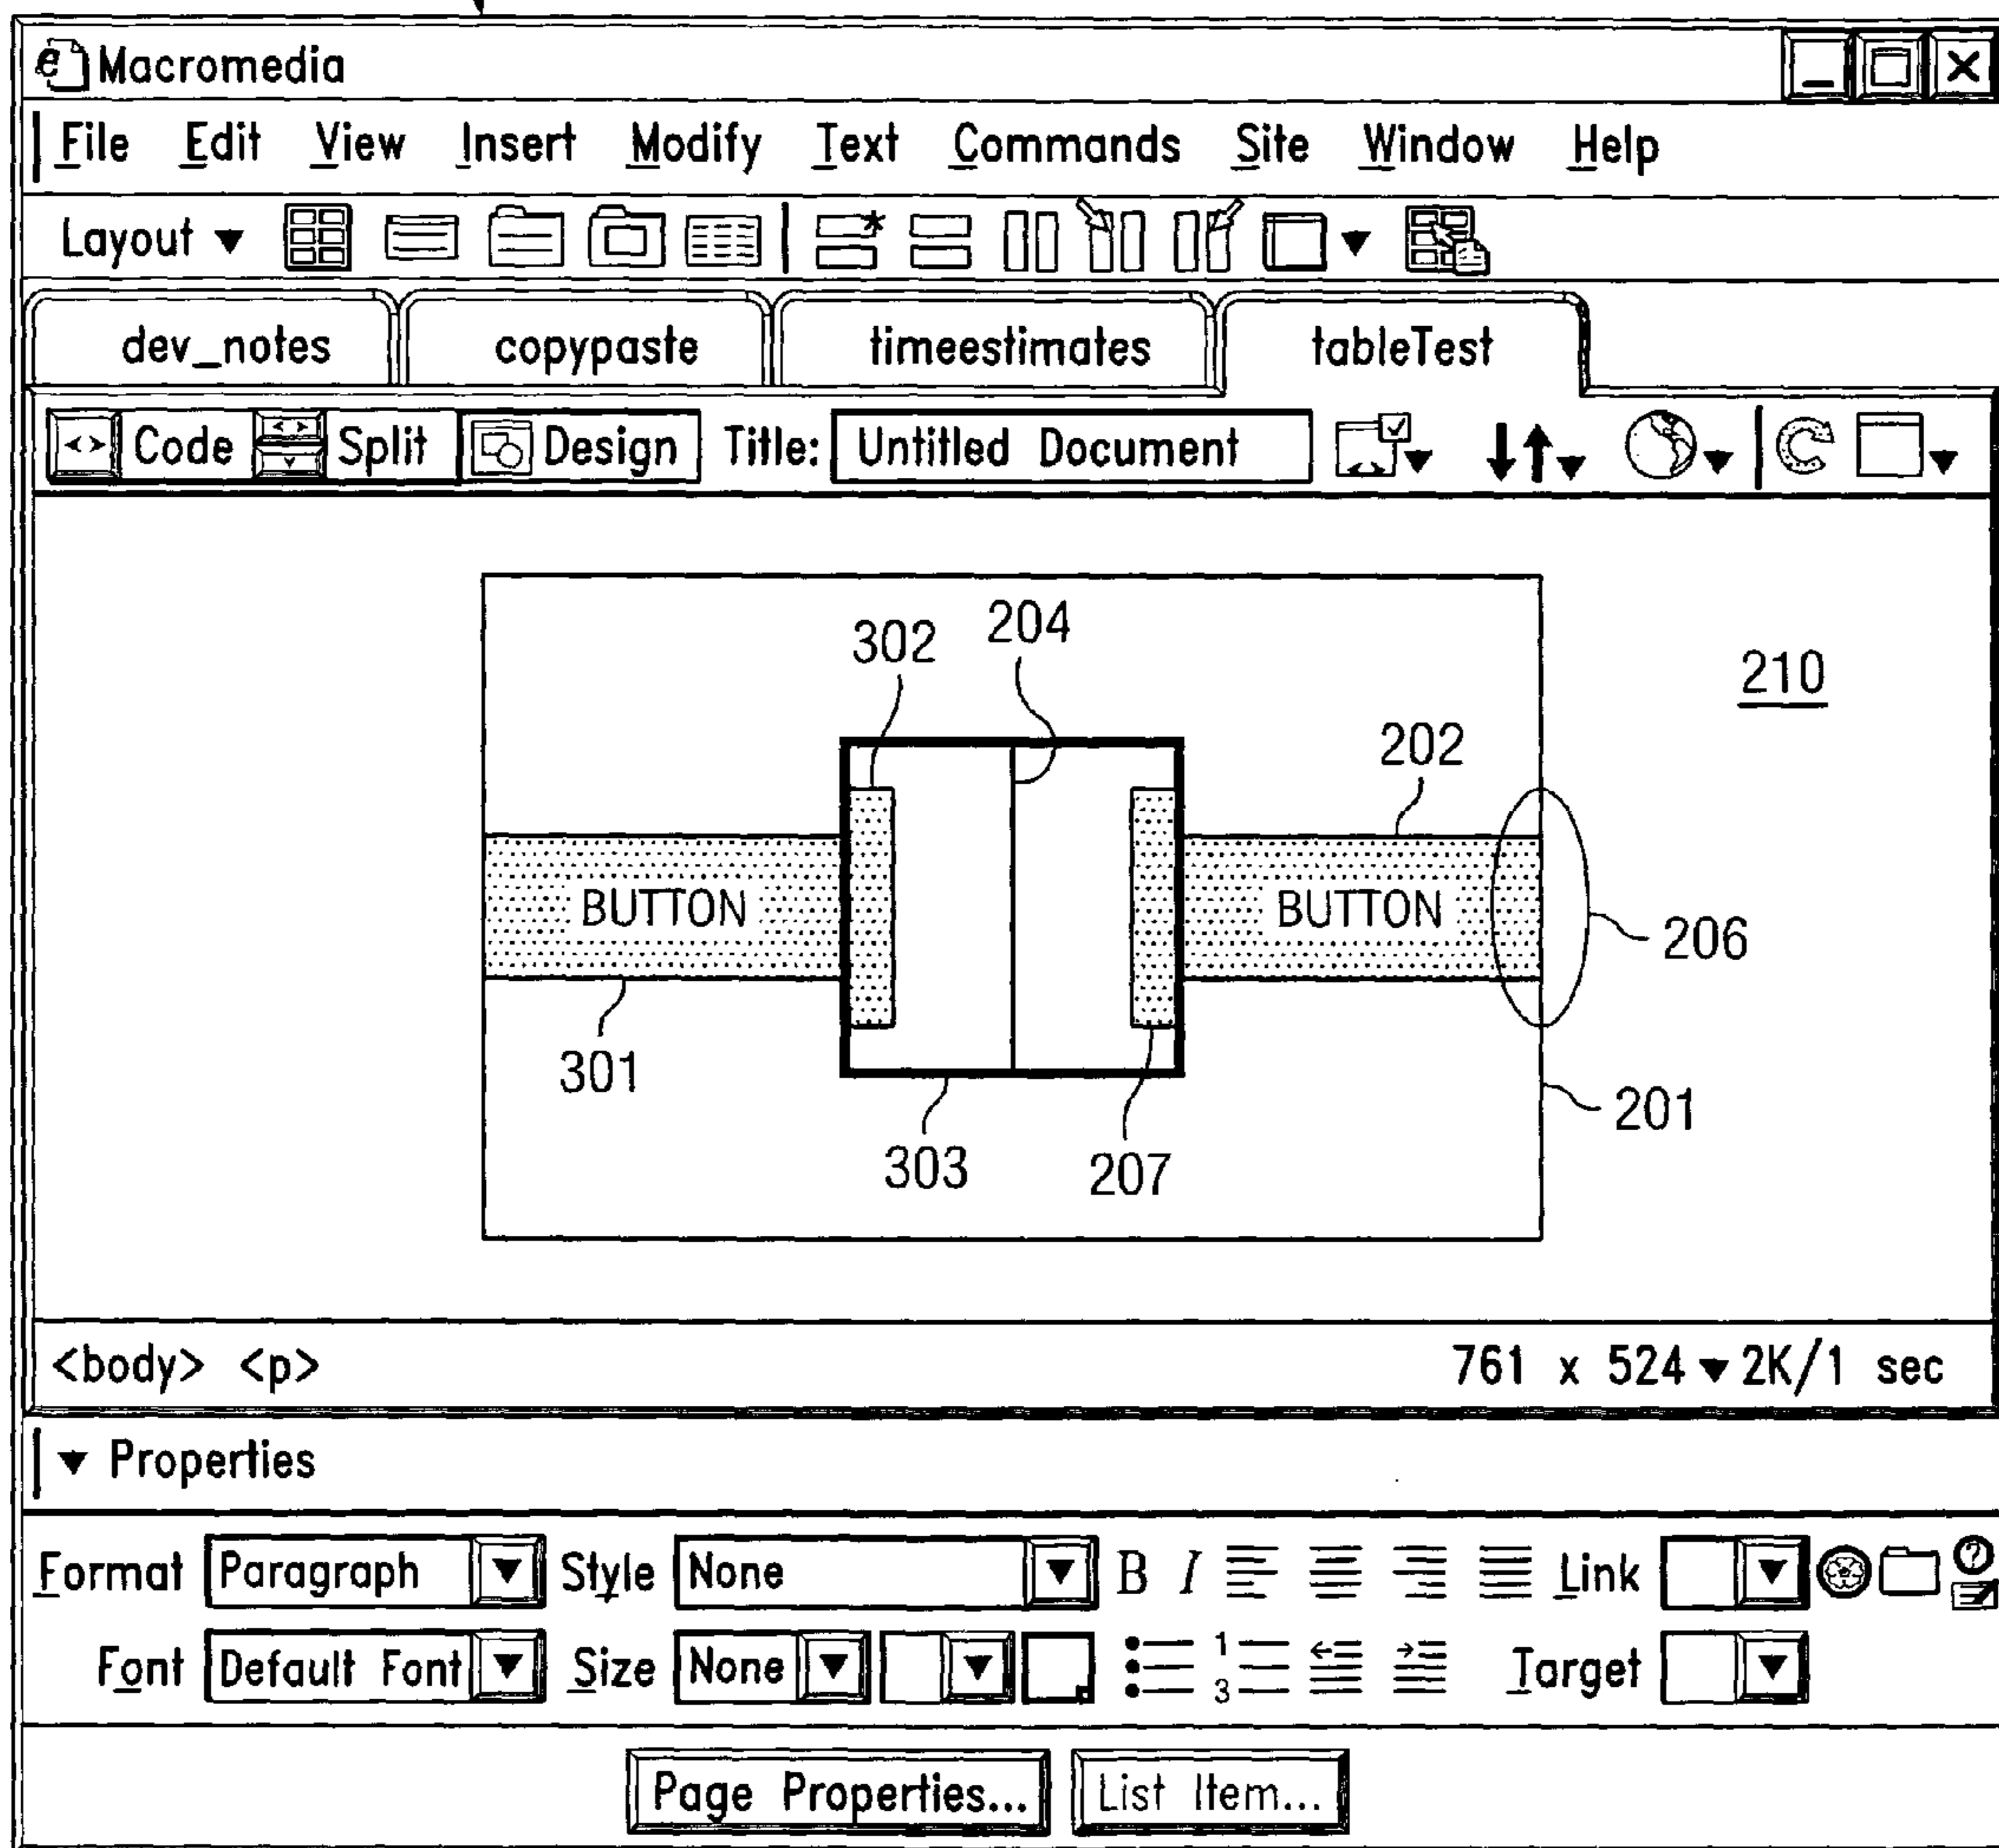 Macromedia
File Edit View Insert Modify Text Commands Site Window Help
Layout
dev_notes copypaste timeestimates tableTest
Code Split Design Title: Untitled Document
302 204
210
202
BUTTON BUTTON
206
301
201
303 207
<body> <p> 761 x 524 2K/1 sec
Properties
Format Paragraph Style None B I Link
Font Default Font Size None 1 3 Target
Page Properties... List Item...